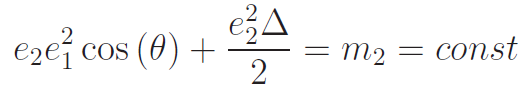 e_2 e_1^2 \cos(\theta) + \frac{e_2^2 \Delta}{2} = m_2 = const